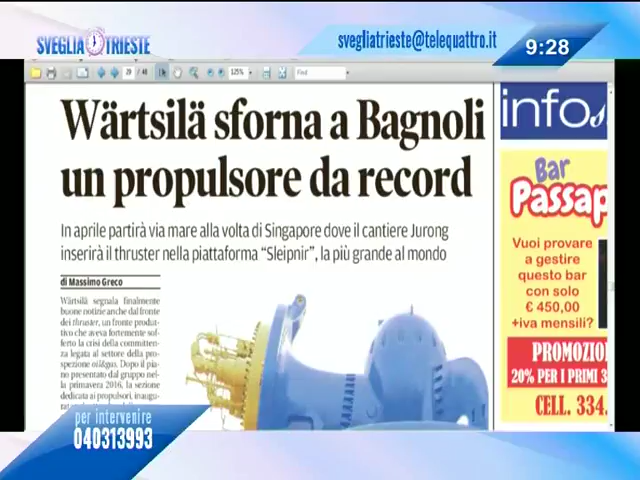 SVEGLIA TRIESTE
svegliatrieste@telequattro.it
9:28
29 / 48
125%
Find
Wärtsilä sforna a Bagnoli
un propulsore da record
In aprile partirà via mare alla volta di Singapore dove il cantiere Jurong
inserirà il thruster nella piattaforma “Sleipnir”, la più grande al mondo
di Massimo Greco
Wärtsilä segnala finalmente
buone notizie anche dal fronte
dei thruster, un fronte produt-
tivo che aveva fortemente sof-
ferto la crisi della committen-
za legata al settore della pro-
spezione oil&gas. Dopo il pia-
no presentato dal gruppo nel-
la primavera 2016, la sezione
dedicata ai propulsori, inaugu-
infos
Bar
Passap
Vuoi provare
a gestire
questo bar
con solo
€ 450,00
+iva mensili?
PROMOZIO
20% PER I PRIMI 3
CELL. 334.
per intervenire
040313993